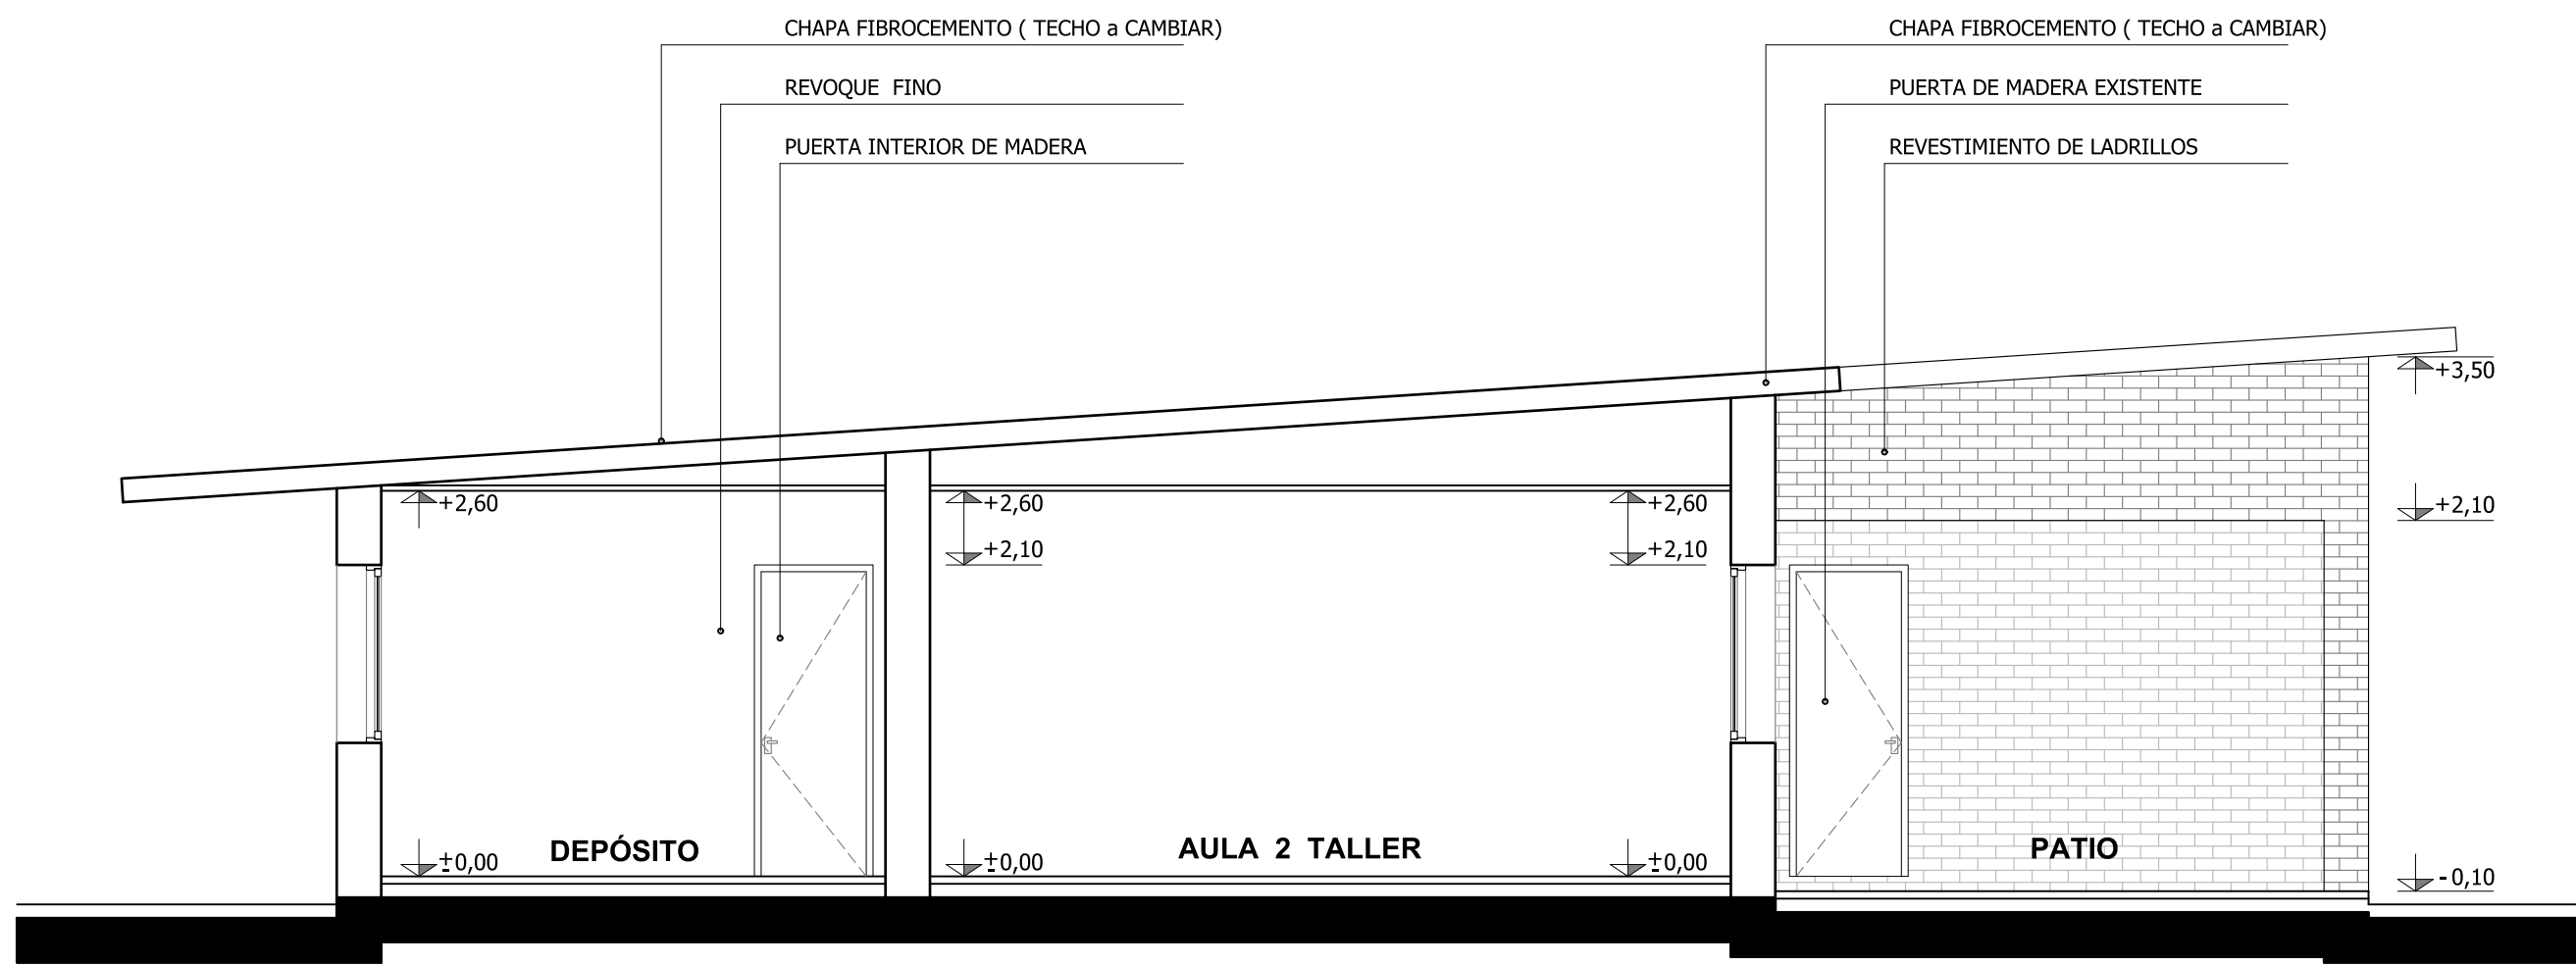 CHAPA FIBROCEMENTO ( TECHO a CAMBIAR)
REVOQUE FINO
PUERTA INTERIOR DE MADERA
CHAPA FIBROCEMENTO ( TECHO a CAMBIAR)
PUERTA DE MADERA EXISTENTE
REVESTIMIENTO DE LADRILLOS
+3,50
+2,60
+2,60
+2,60
+2,10
+2,10
+2,10
DEPÓSITO
AULA 2 TALLER
PATIO
±0,00
±0,00
±0,00
-0,10